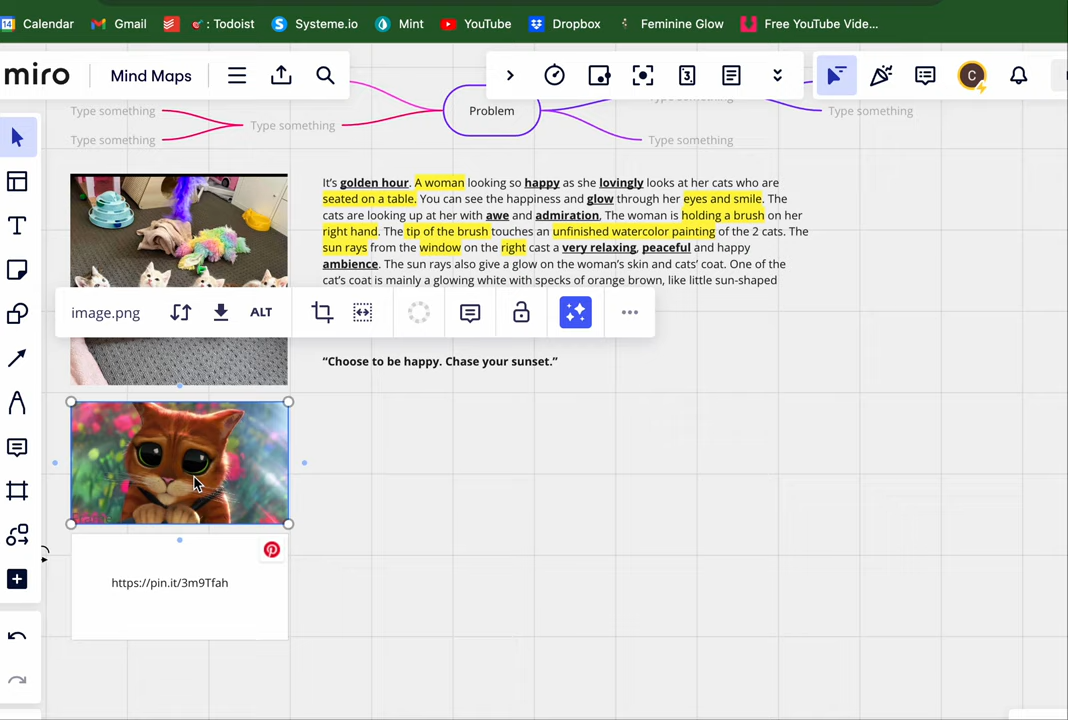 Calendar
Gmail
: Todoist
Systeme.io
Mint
YouTube
Dropbox
Feminine Glow
Free YouTube Vide...
miro
Mind Maps
C
Type something
Type something
Type something
Problem
Type something
Type something
Type something
It's golden hour. A woman looking so happy as she lovingly looks at her cats who are
seated on a table. You can see the happiness and glow through her eyes and smile. The
cats are looking up at her with awe and admiration. The woman is holding a brush on her
right hand. The tip of the brush touches an unfinished watercolor painting of the 2 cats. The
sun rays from the window on the right cast a very relaxing, peaceful and happy
ambience. The sun rays also give a glow on the woman's skin and cats' coat. One of the
cat's coat is mainly a glowing white with specks of orange brown, like little sun-shaped
image.png
ALT
"Choose to be happy. Chase your sunset."
https://pin.it/3m9Tfah